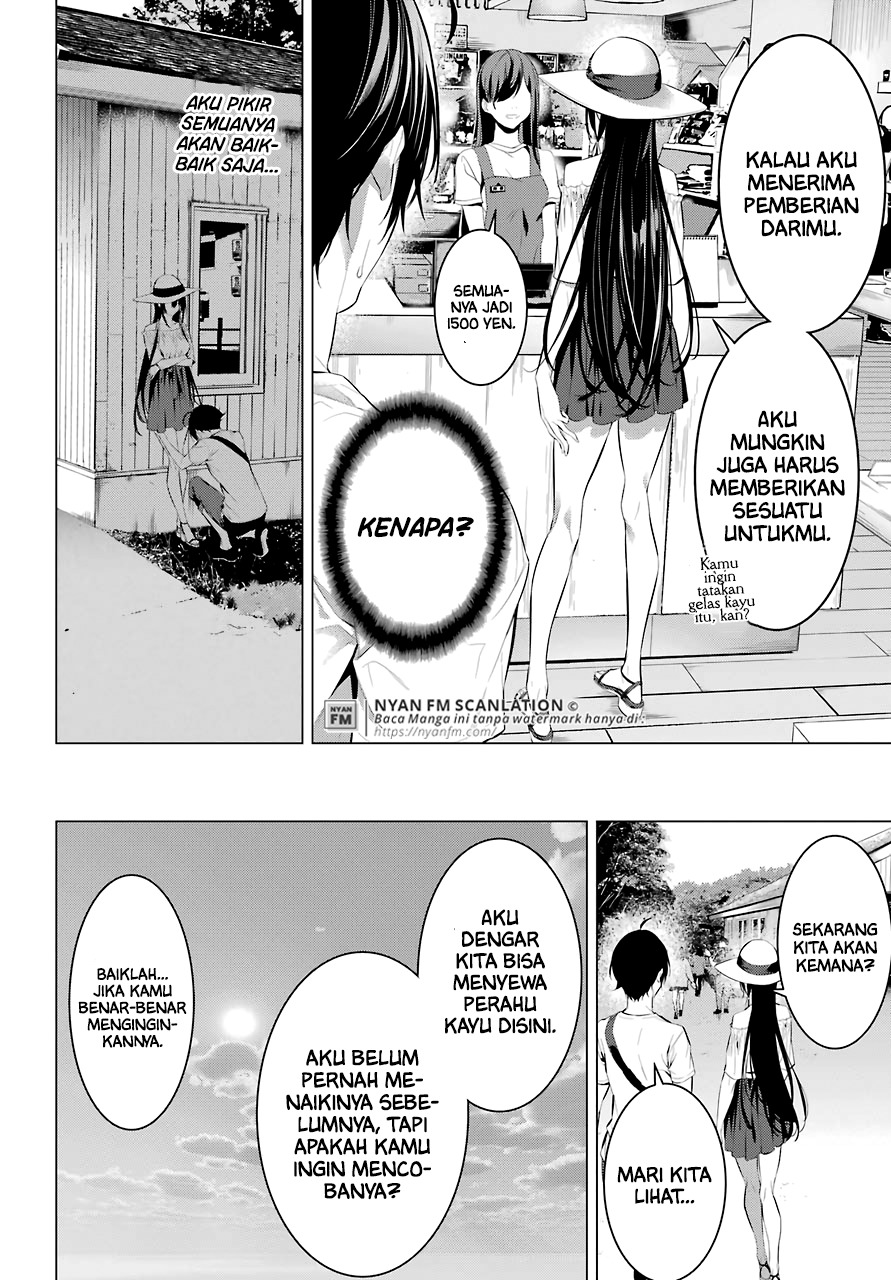 KALAU AKU
MENERIMA
PEMBERIAN
DARIMU.
AKU
MUNGKIN
JUGA HARUS
MEMBERIKAN
SESUATU
UNTUKMU.
Kamu
ingin
tatakan
gelas kayu
itu, kan?
SEMUA-
NYA JADI
1500 YEN.
KENAPA?
AKU PIKIR
SEMUANYA
AKAN BAIK-
BAIK SAJA...
NYAN
FM
NYAN FM SCANLATION ©
Baca Manga ini tanpa watermark hanya di :
https://nyanfm.com/
SEKARANG
KITA AKAN
KEMANA?
MARI KITA
LIHAT...
AKU
DENGAR
KITA BISA
MENYEWA
PERAHU
KAYU DISINI.
AKU BELUM
PERNAH ME-
NAIKINYA SEBE-
LUMNYA, TAPI
APAKAH KAMU
INGIN MENCO-
BANYA?
BAIKLAH...
JIKA KAMU
BENAR-BENAR
MENGINGIN-
KANNYA.